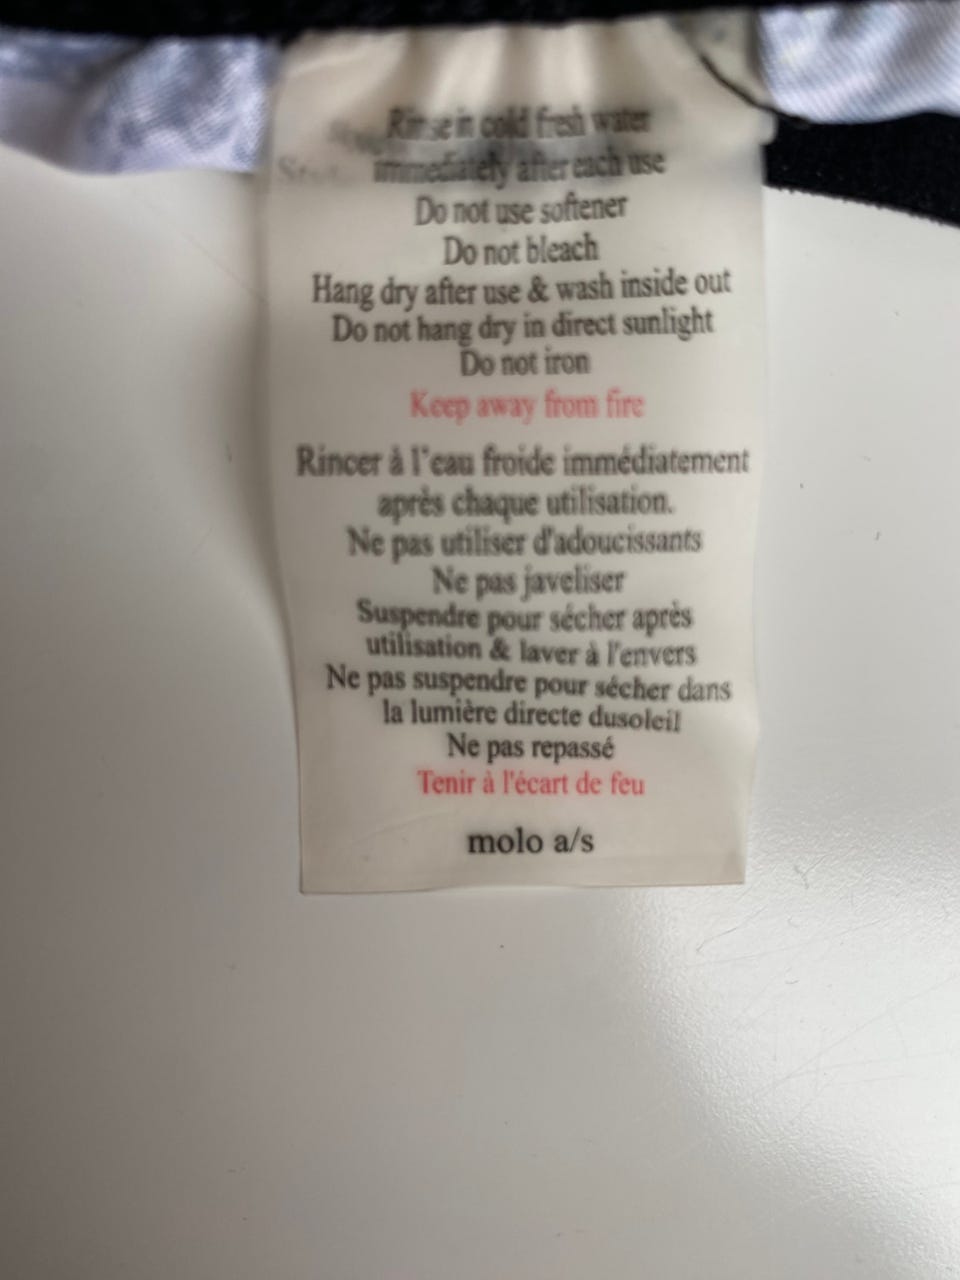 Rinse in cold fresh water
immediately after each use
Do not use softener
Do not bleach
Hang dry after use & wash inside out
Do not hang dry in direct sunlight
Do not iron
Keep away from fire
Rincer à l'eau froide immédiatement
après chaque utilisation.
Ne pas utiliser d'adoucissants
Ne pas javeliser
Suspendre pour sécher après
utilisation & laver à l'envers
Ne pas suspendre pour sécher dans
la lumière directe dusoleil
Ne pas repassé
Tenir à l'écart de feu
molo a/s